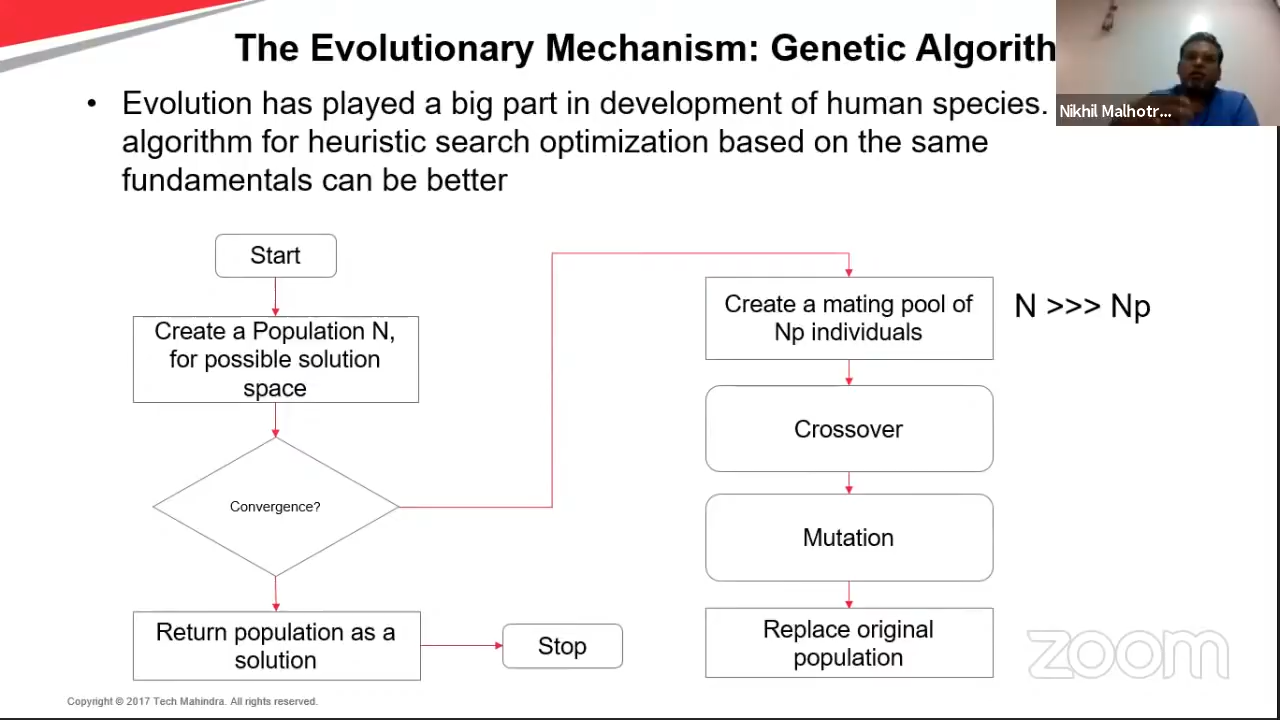 The Evolutionary Mechanism: Genetic Algorith
Nikhil Malhotr...
• Evolution has played a big part in development of human species.
algorithm for heuristic search optimization based on the same
fundamentals can be better
Start
Create a Population N,
for possible solution
space
Convergence?
Return population as a
solution
Stop
Create a mating pool of
Np individuals
N >>> Np
Crossover
Mutation
Replace original
population
zoom
Copyright © 2017 Tech Mahindra. All rights reserved.